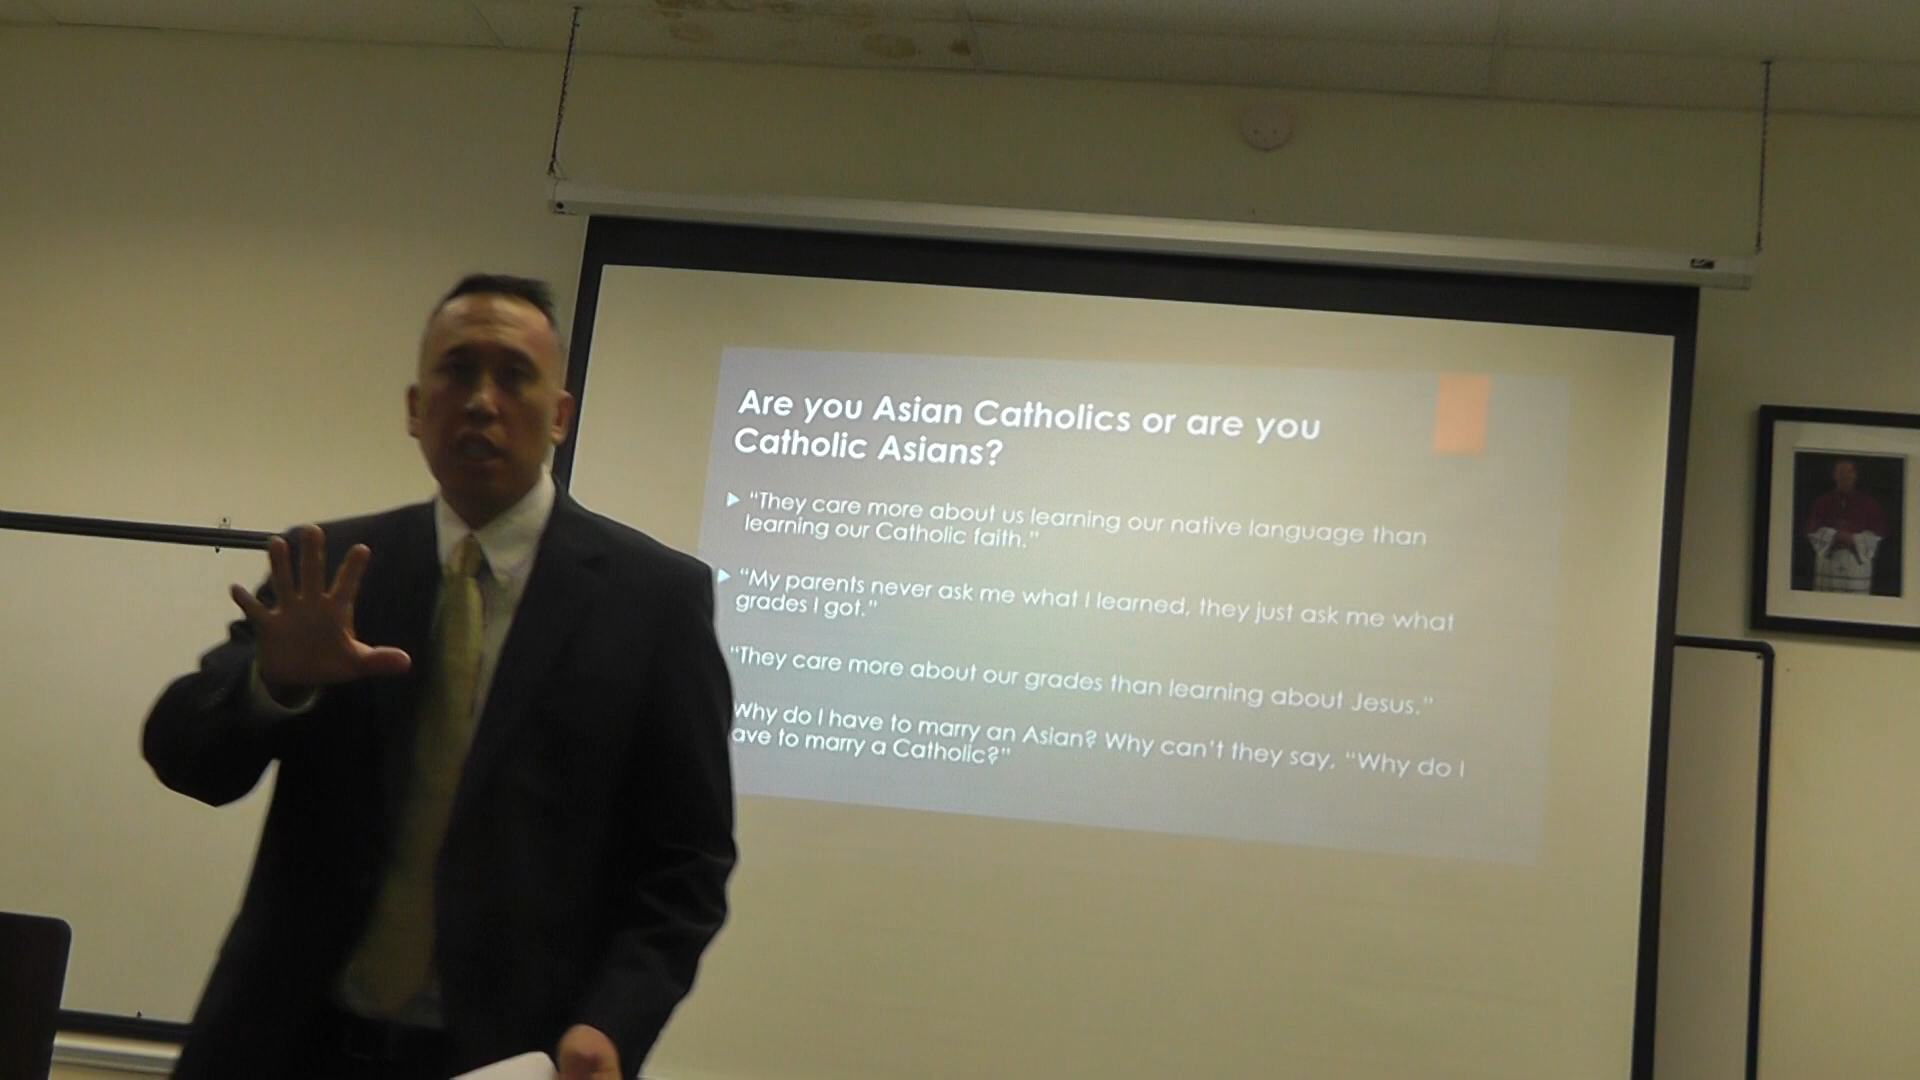 Are you Asian Catholics or are you
Catholic Asians?
“They care more about us learning our native language than
learning our Catholic faith.”
“My parents never ask me what I learned, they just ask me what
grades I got.”
“They care more about our grades than learning about Jesus.”
Why do I have to marry an Asian? Why can’t they say, “Why do I
ave to marry a Catholic?”